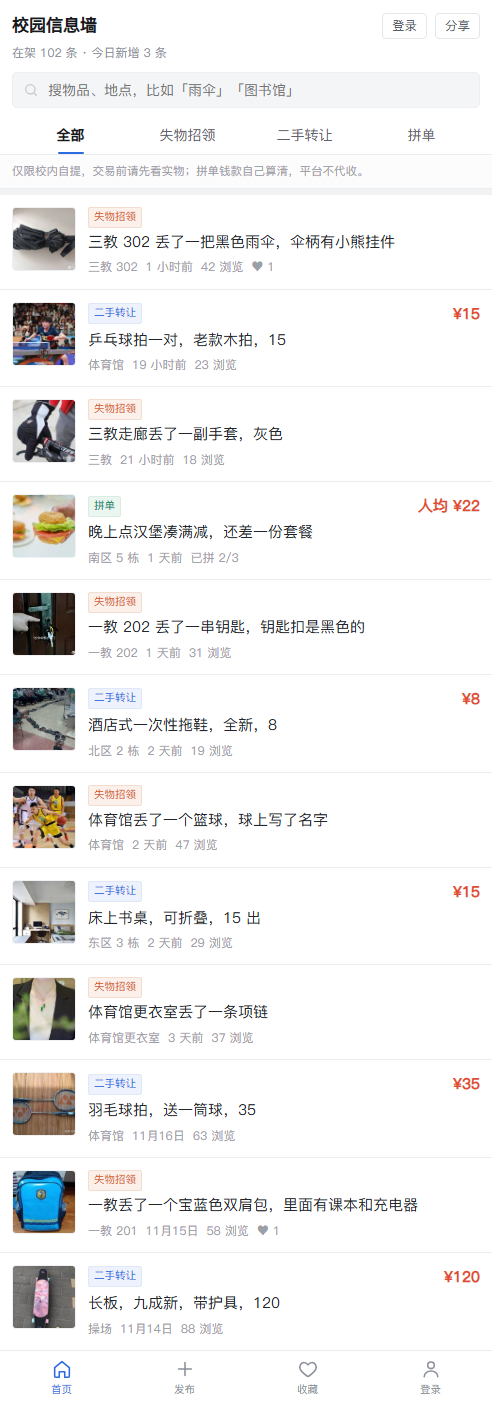 校园信息墙
登录
分享
在架 102 条 · 今日新增 3 条
搜物品、地点，比如「雨伞」「图书馆」
全部
失物招领
二手转让
拼单
仅限校内自提，交易前请先看实物；拼单钱款自己算清，平台不代收。
失物招领
三教 302 丢了一把黑色雨伞，伞柄有小熊挂件
三教 302 1 小时前 42 浏览 ♥ 1
二手转让
¥15
乒乓球拍一对，老款木拍，15
体育馆 19 小时前 23 浏览
失物招领
三教走廊丢了一副手套，灰色
三教 21 小时前 18 浏览
拼单
人均 ¥22
晚上点汉堡凑满减，还差一份套餐
南区 5 栋 1 天前 已拼 2/3
失物招领
一教 202 丢了一串钥匙，钥匙扣是黑色的
一教 202 1 天前 31 浏览
二手转让
¥8
酒店式一次性拖鞋，全新，8
北区 2 栋 2 天前 19 浏览
失物招领
体育馆丢了一个篮球，球上写了名字
体育馆 2 天前 47 浏览
二手转让
¥15
床上书桌，可折叠，15 出
东区 3 栋 2 天前 29 浏览
失物招领
体育馆更衣室丢了一条项链
体育馆更衣室 3 天前 37 浏览
二手转让
¥35
羽毛球拍，送一筒球，35
体育馆 11月16日 63 浏览
失物招领
一教丢了一个宝蓝色双肩包，里面有课本和充电器
一教 201 11月15日 58 浏览 ♥ 1
二手转让
¥120
长板，九成新，带护具，120
操场 11月14日 88 浏览
首页
发布
收藏
登录